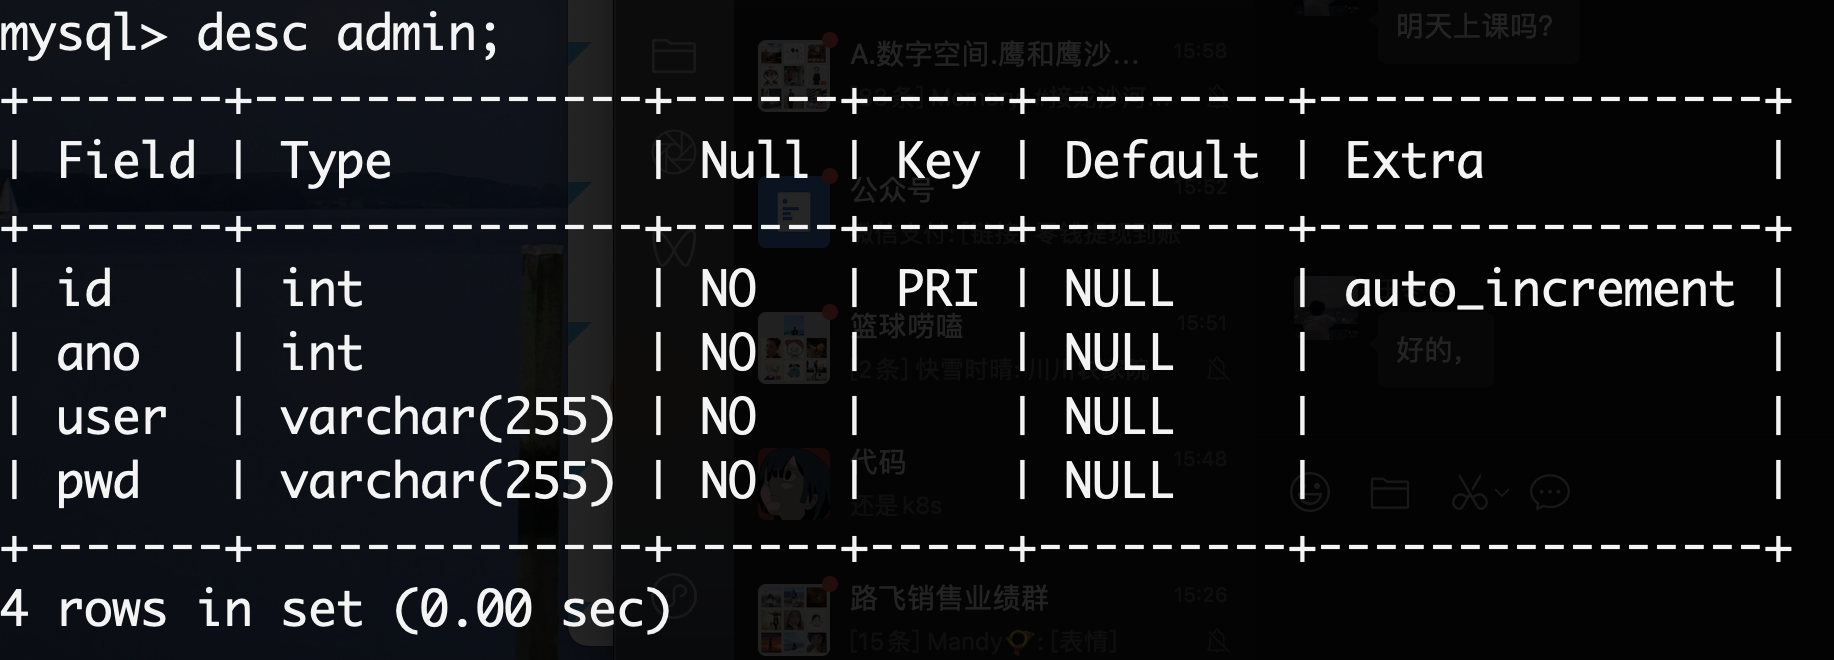 mysql> desc admin;
+-------+--------------+------+-----+---------+----------------+
| Field | Type         | Null | Key | Default | Extra          |
+-------+--------------+------+-----+---------+----------------+
| id    | int          | NO   | PRI | NULL    | auto_increment |
| ano   | int          | NO   |     | NULL    |                |
| user  | varchar(255) | NO   |     | NULL    |                |
| pwd   | varchar(255) | NO   |     | NULL    |                |
+-------+--------------+------+-----+---------+----------------+
4 rows in set (0.00 sec)
A.数字空间.鹰和鹰沙... 15:58
公众号 15:52
篮球唠嗑 15:51
[2条] 快雪时晴: 川川
代码 15:48
还是k8s
路飞销售业绩群 15:26
[15条] Mandy: [表情]
明天上课吗?
好的,